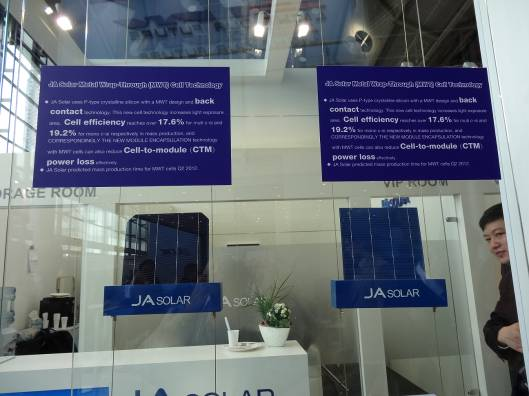 JA Solar Metal Wrap-Through (MWT) Cell Technology
JA Solar uses P-type crystalline silicon with a MWT design and back
contact technology. This new cell technology increases light exposure
area. Cell efficiency reaches over 17.6% for multi c-si and
19.2% for mono c-si respectively in mass production, and
CORRESPONDINGLY THE NEW MODULE ENCAPSULATION technology
with MWT cells can also reduce Cell-to-module (CTM)
power loss effectively.
JA Solar predicted mass production time for MWT cells Q2 2012.
JA Solar Metal Wrap-Through (MWT) Cell Technology
JA Solar uses P-type crystalline silicon with a MWT design and back
contact technology. This new cell technology increases light exposure
area. Cell efficiency reaches over 17.6% for multi c-si and
19.2% for mono c-si respectively in mass production, and
CORRESPONDINGLY THE NEW MODULE ENCAPSULATION technology
with MWT cells can also reduce Cell-to-module (CTM)
power loss effectively.
JA Solar predicted mass production time for MWT cells Q2 2012.
ORAGE ROOM
VIP ROOM
JA SOLAR
JA SOLAR
JA SOLAR
JA SOLAR